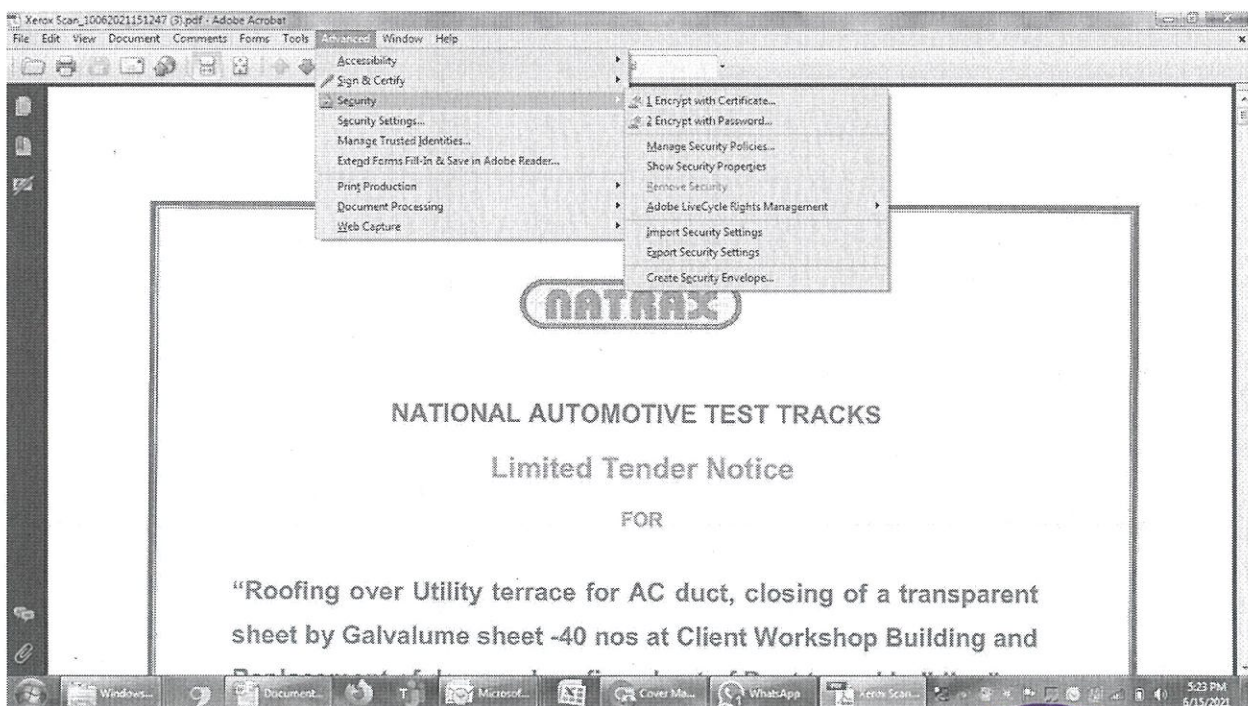 Xerox Scan_10062021151247 (3).pdf - Adobe Acrobat
File Edit View Document Comments Forms Tools Advanced Window Help
Accessibility
Sign & Certify
Security
Security Settings...
Manage Trusted Identities...
Extend Forms Fill-In & Save in Adobe Reader...
Print Production
Document Processing
Web Capture
1 Encrypt with Certificate...
2 Encrypt with Password...
Manage Security Policies...
Show Security Properties
Remove Security
Adobe LiveCycle Rights Management
Import Security Settings
Export Security Settings
Create Security Envelope...
NATRAX
NATIONAL AUTOMOTIVE TEST TRACKS
Limited Tender Notice
FOR
“Roofing over Utility terrace for AC duct, closing of a transparent
sheet by Galvalume sheet -40 nos at Client Workshop Building and
Windows... Document... Microsof... Cover Ma... WhatsApp Xerox Scan... 5:23 PM
6/15/2021